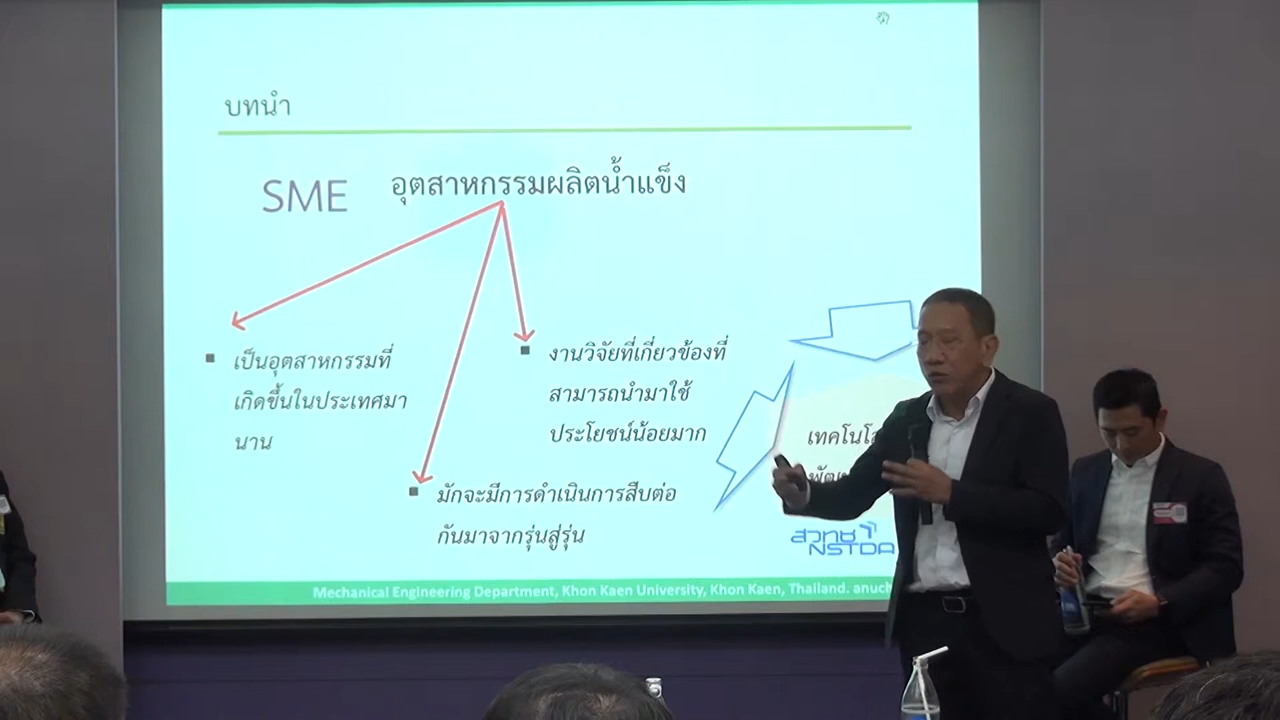 บทนำ
SME อุตสาหกรรมผลิตน้ำแข็ง
เป็นอุตสาหกรรมที่
เกิดขึ้นในประเทศมา
นาน
งานวิจัยที่เกี่ยวข้องที่
สามารถนำมาใช้
ประโยชน์น้อยมาก
มักจะมีการดำเนินการสืบต่อ
กันมาจากรุ่นสู่รุ่น
สวทช
NSTDA
Mechanical Engineering Department, Khon Kaen University, Khon Kaen, Thailand.